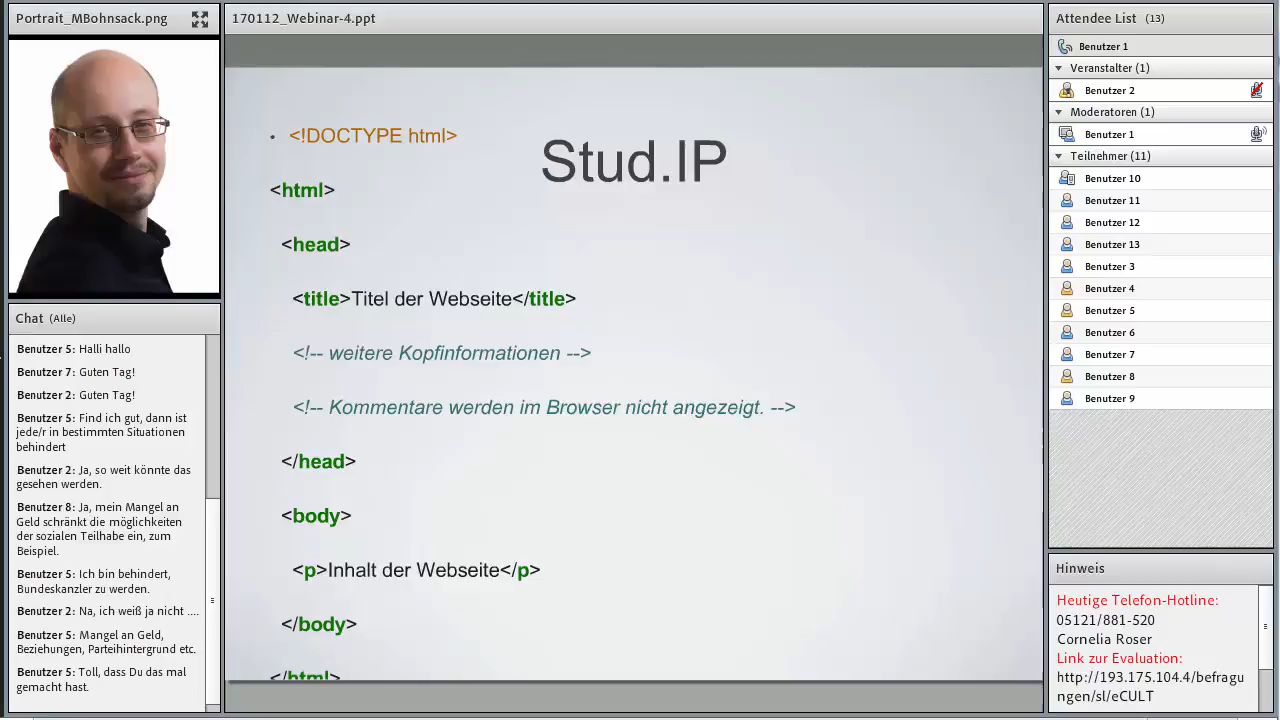 Portrait_MBohnsack.png
Chat (Alle)
Benutzer 5: Halli hallo
Benutzer 7: Guten Tag!
Benutzer 2: Guten Tag!
Benutzer 5: Find ich gut, dann ist
jede/r in bestimmten Situationen
behindert
Benutzer 2: Ja, so weit könnte das
gesehen werden.
Benutzer 8: Ja, mein Mangel an
Geld schränkt die möglichkeiten
der sozialen Teilhabe ein, zum
Beispiel.
Benutzer 5: Ich bin behindert,
Bundeskanzler zu werden.
Benutzer 2: Na, ich weiß ja nicht ....
Benutzer 5: Mangel an Geld,
Beziehungen, Parteihintergrund etc.
Benutzer 5: Toll, dass Du das mal
gemacht hast.
170112_Webinar-4.ppt
Stud.IP
• <!DOCTYPE html>
<html>
<head>
<title>Titel der Webseite</title>
<!-- weitere Kopfinformationen -->
<!-- Kommentare werden im Browser nicht angezeigt. -->
</head>
<body>
<p>Inhalt der Webseite</p>
</body>
</html>
Attendee List (13)
Benutzer 1
Veranstalter (1)
Benutzer 2
Moderatoren (1)
Benutzer 1
Teilnehmer (11)
Benutzer 10
Benutzer 11
Benutzer 12
Benutzer 13
Benutzer 3
Benutzer 4
Benutzer 5
Benutzer 6
Benutzer 7
Benutzer 8
Benutzer 9
Hinweis
Heutige Telefon-Hotline:
05121/881-520
Cornelia Roser
Link zur Evaluation:
http://193.175.104.4/befragu
ngen/sl/eCULT